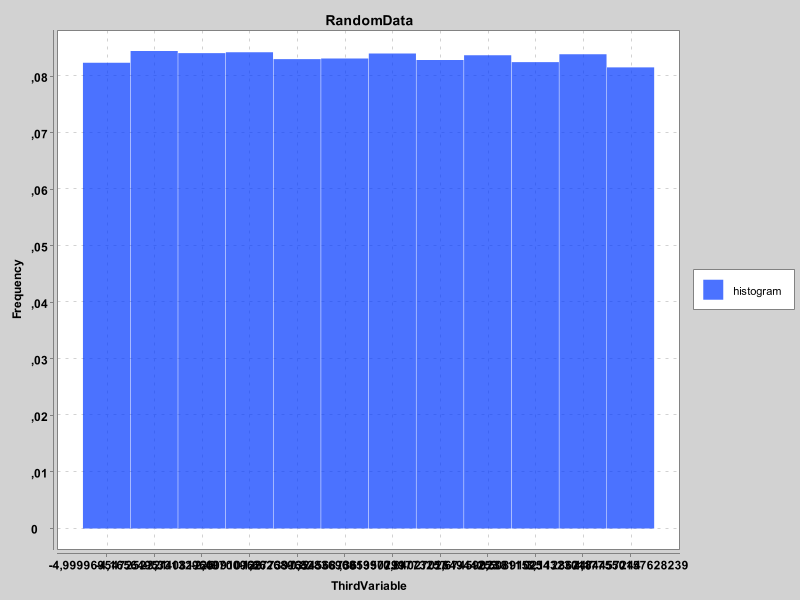 RandomData
,08
,07
,06
,05
,04
,03
,02
,01
0
Frequency
histogram
ThirdVariable